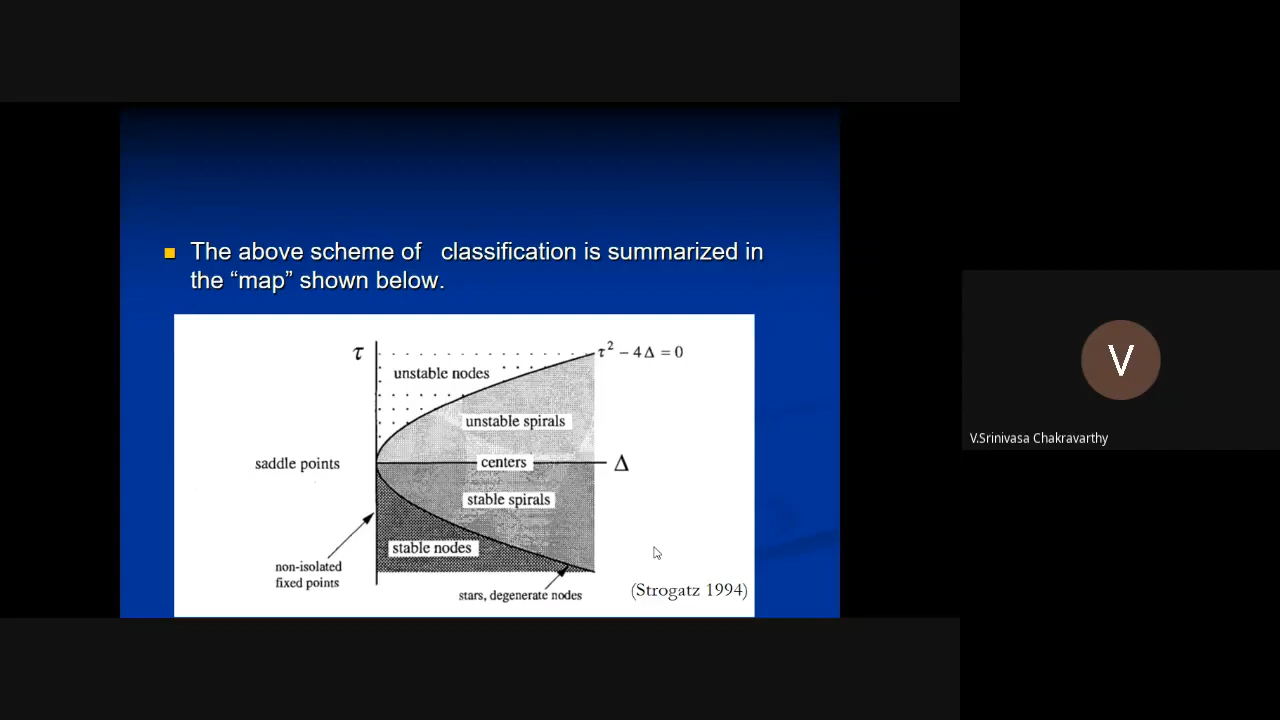 The above scheme of classification is summarized in
the “map” shown below.
τ
τ² − 4Δ = 0
unstable nodes
unstable spirals
saddle points
centers
Δ
stable spirals
stable nodes
non-isolated
fixed points
stars, degenerate nodes
(Strogatz 1994)
V
V.Srinivasa Chakravarthy